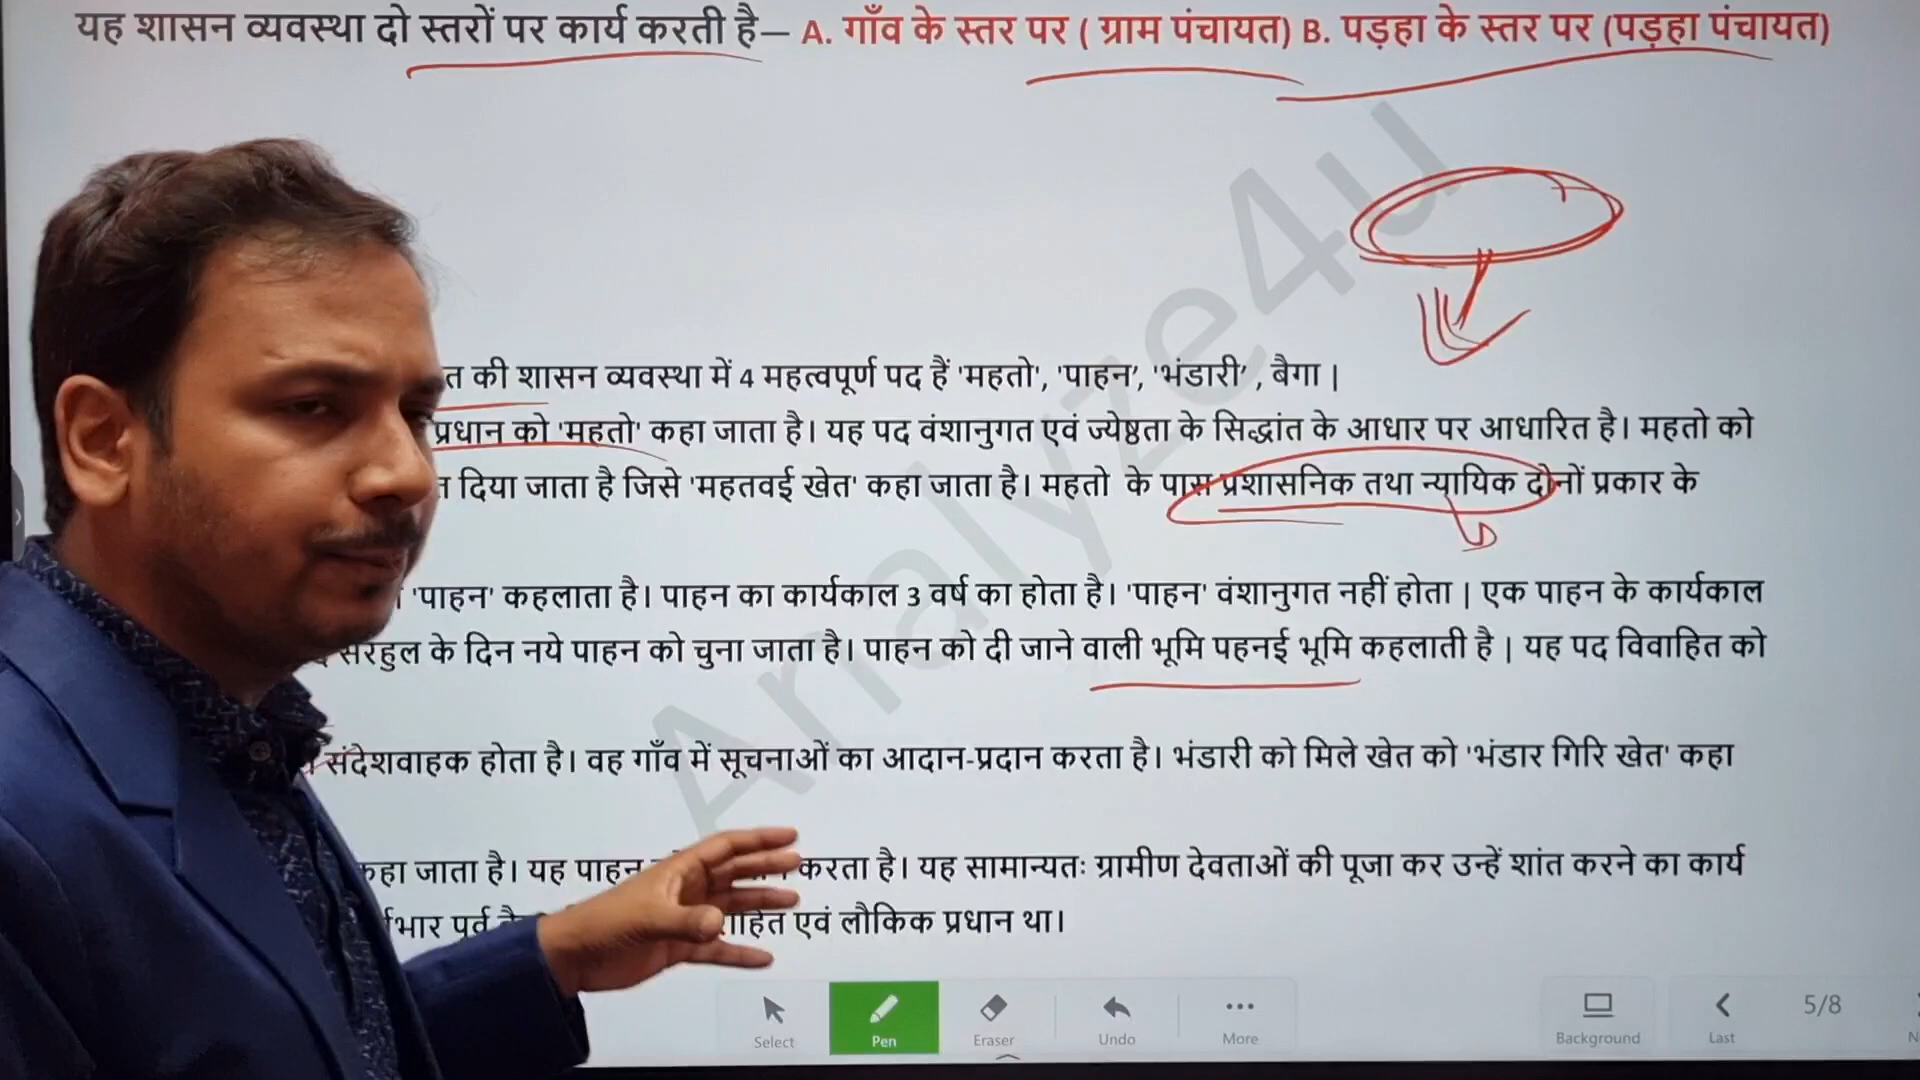 यह शासन व्यवस्था दो स्तरों पर कार्य करती है— A. गाँव के स्तर पर ( ग्राम पंचायत) B. पड़हा के स्तर पर (पड़हा पंचायत)
की शासन व्यवस्था में 4 महत्वपूर्ण पद हैं 'महतो', 'पाहन', 'भंडारी' , बैगा |
प्रधान को 'महतो' कहा जाता है। यह पद वंशानुगत एवं ज्येष्ठता के सिद्धांत के आधार पर आधारित है। महतो को
दिया जाता है जिसे 'महतवई खेत' कहा जाता है। महतो के पास प्रशासनिक तथा न्यायिक दोनों प्रकार के
'पाहन' कहलाता है। पाहन का कार्यकाल 3 वर्ष का होता है। 'पाहन' वंशानुगत नहीं होता | एक पाहन के कार्यकाल
सरहुल के दिन नये पाहन को चुना जाता है। पाहन को दी जाने वाली भूमि पहनई भूमि कहलाती है | यह पद विवाहित को
संदेशवाहक होता है। वह गाँव में सूचनाओं का आदान-प्रदान करता है। भंडारी को मिले खेत को 'भंडार गिरि खेत' कहा
कहा जाता है। यह पाहन करता है। यह सामान्यतः ग्रामीण देवताओं की पूजा कर उन्हें शांत करने का कार्य
पूर्व एवं लौकिक प्रधान था।
Analyze4u
Select Pen Eraser Undo More Background Last 5/8